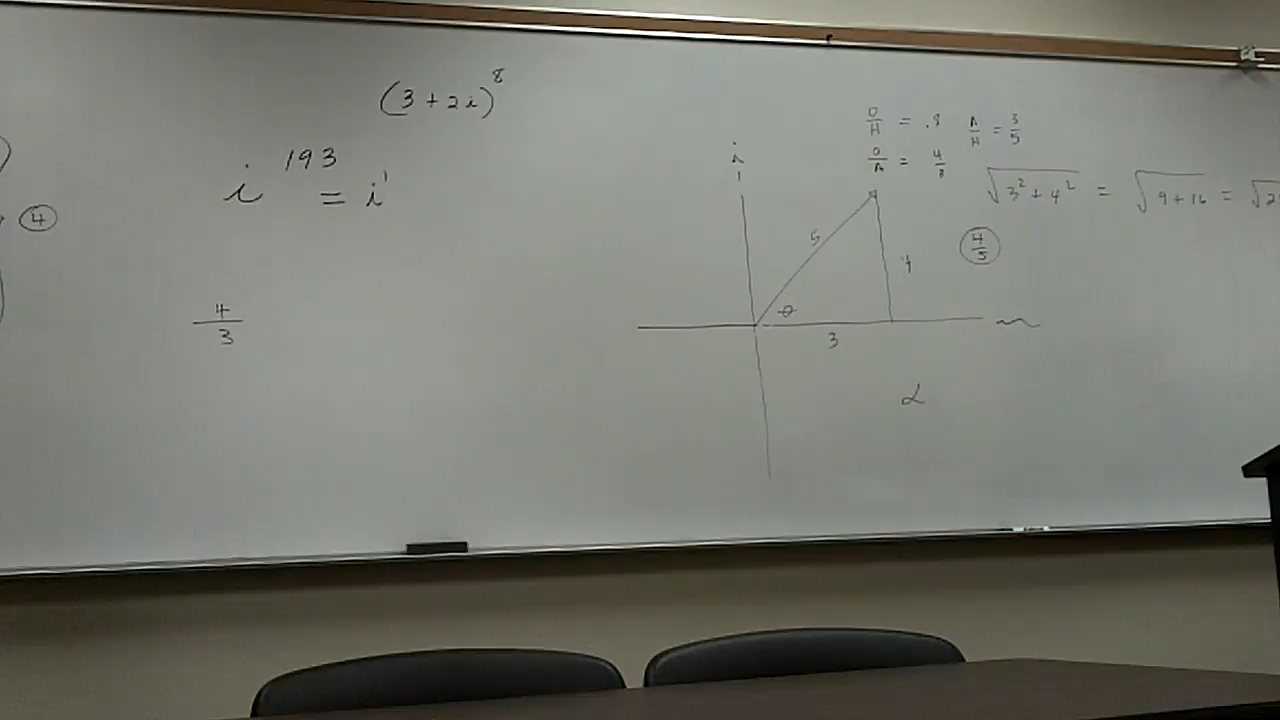 (3 + 2i)^8
i^193 = i^1
④
4/3
O/H = .8 A/H = 3/5
O/A = 4/3
i
√(3² + 4²) = √(9 + 16) = √2
5
4
(4/5)
θ
3
α